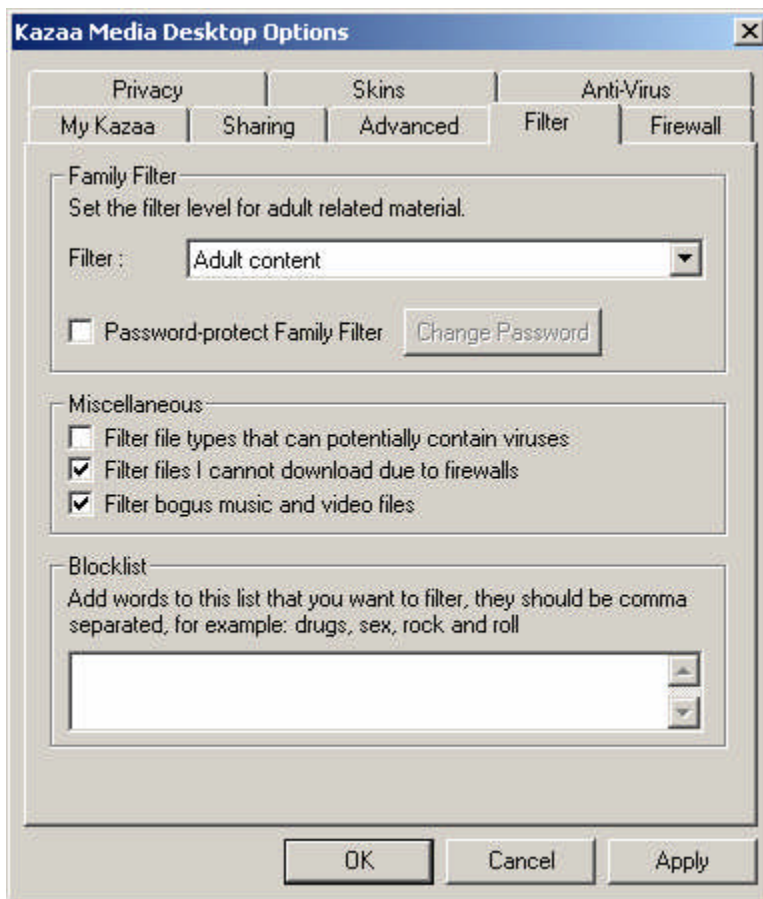 Kazaa Media Desktop Options
Privacy Skins Anti-Virus
My Kazaa Sharing Advanced Filter Firewall
Family Filter
Set the filter level for adult related material.
Filter : Adult content
Password-protect Family Filter Change Password
Miscellaneous
Filter file types that can potentially contain viruses
Filter files I cannot download due to firewalls
Filter bogus music and video files
Blocklist
Add words to this list that you want to filter, they should be comma
separated, for example: drugs, sex, rock and roll
OK Cancel Apply